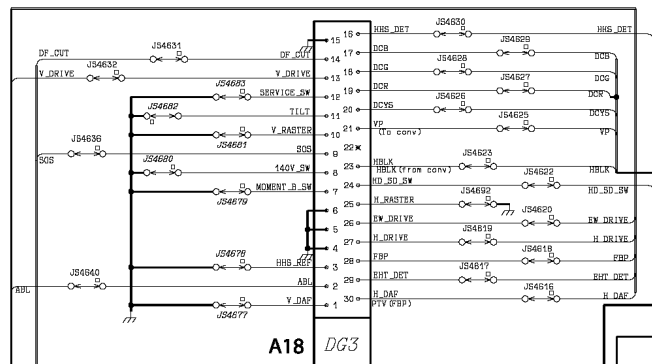 JS4630
HHS_DET 16 HHS_DET
15
JS4631 JS4629
DF_CUT DF_CUT 14 17 DCB DCB
JS4632 JS4628
V_DRIVE V_DRIVE 13 18 DCG DCG
JS4683 JS4627
SERVICE_SW 12 19 DCR DCR
JS4682 JS4626
TILT 11 20 DCYS DCYS
JS4625
V_RASTER 10 21 VP VP
JS4681 (To conv)
JS4636
SOS SOS 9 22
JS4680 JS4623
140V_SW 8 23 HBLK HBLK
HBLK(from conv) JS4622
MOMENT_B_SW 7 24 HD_SD_SW HD_SD_SW
JS4679 JS4692
6 25 H_RASTER
JS4620
5 26 EW_DRIVE EW_DRIVE
JS4619
4 27 H_DRIVE H_DRIVE
JS4678 JS4618
HHS_REF 3 28 FBP FBP
JS4640 JS4617
ABL ABL 2 29 EHT_DET EHT_DET
JS4616
V_DAF 1 30 H_DAF H_DAF
JS4677 PTV(FBP)
A18 DG3